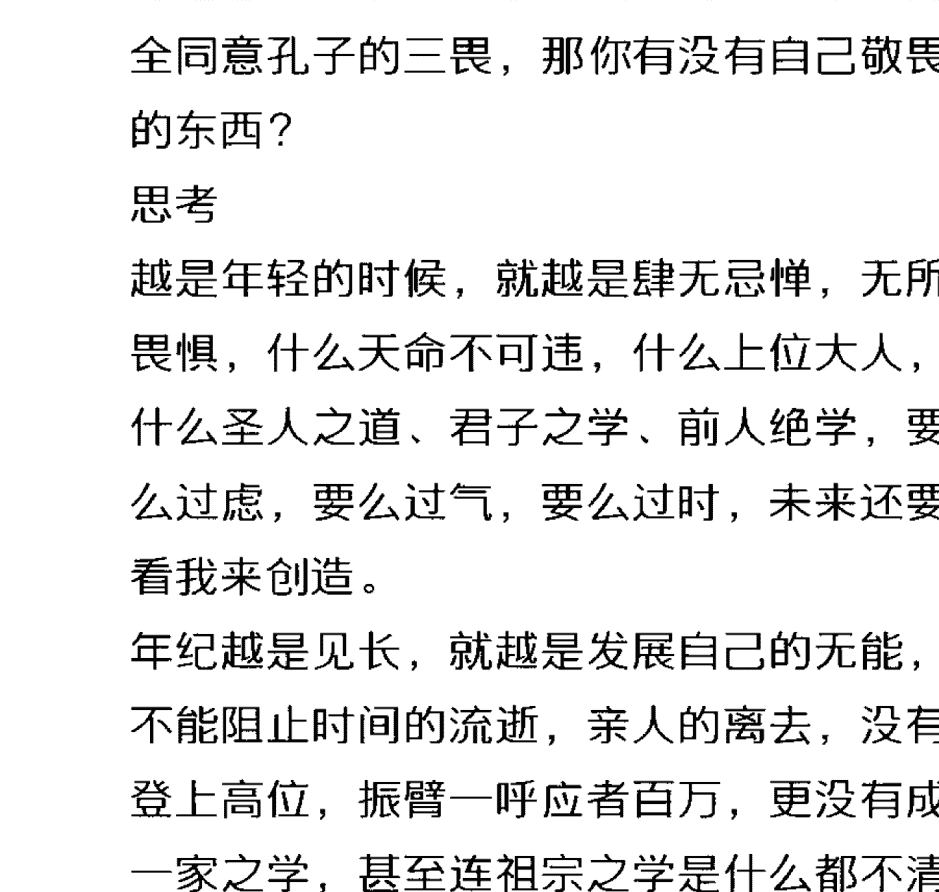 全同意孔子的三畏，那你有没有自己敬畏
的东西？
思考
越是年轻的时候，就越是肆无忌惮，无所
畏惧，什么天命不可违，什么上位大人，
什么圣人之道、君子之学、前人绝学，要
么过虑，要么过气，要么过时，未来还要
看我来创造。
年纪越是见长，就越是发展自己的无能，
不能阻止时间的流逝，亲人的离去，没有
登上高位，振臂一呼应者百万，更没有成
一家之学，甚至连祖宗之学是什么都不清